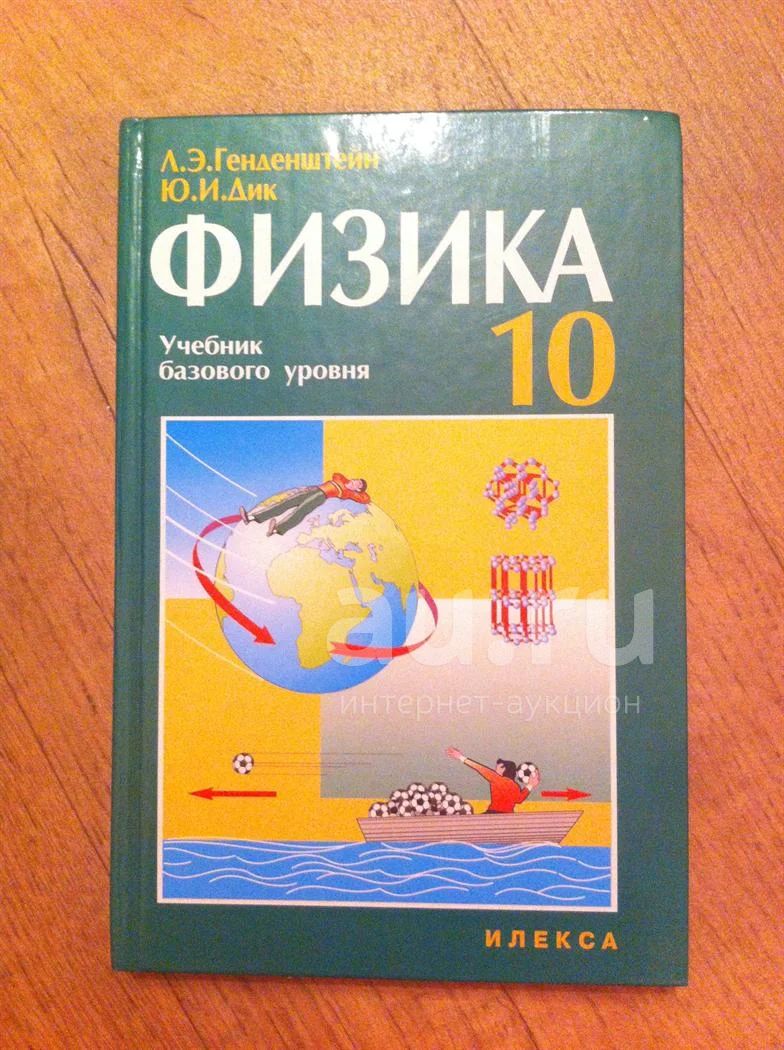 Л.Э.Генденштейн
Ю.И.Дик
ФИЗИКА
10
Учебник
базового уровня
au.ru
интернет-аукцион
ИЛЕКСА